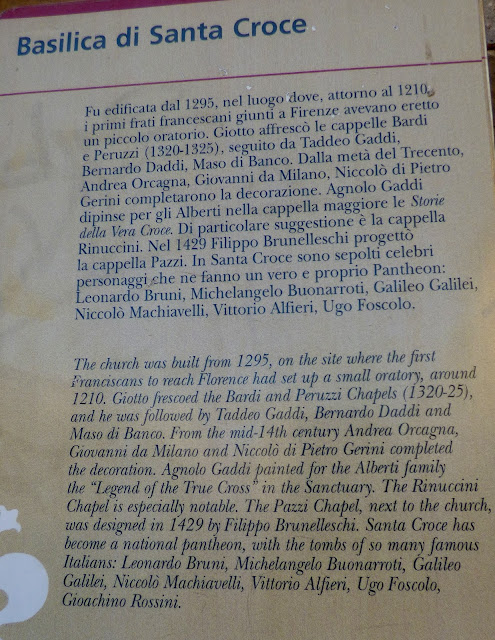 Basilica di Santa Croce
Fu edificata dal 1295, nel luogo dove, attorno al 1210,
i primi frati francescani giunti a Firenze avevano eretto
un piccolo oratorio. Giotto affrescò le cappelle Bardi
e Peruzzi (1320-1325), seguito da Taddeo Gaddi,
Bernardo Daddi, Maso di Banco. Dalla metà del Trecento,
Andrea Orcagna, Giovanni da Milano, Niccolò di Pietro
Gerini completarono la decorazione. Agnolo Gaddi
dipinse per gli Alberti nella cappella maggiore le Storie
della Vera Croce. Di particolare suggestione è la cappella
Rinuccini. Nel 1429 Filippo Brunelleschi progettò
la cappella Pazzi. In Santa Croce sono sepolti celebri
personaggi che ne fanno un vero e proprio Pantheon:
Leonardo Bruni, Michelangelo Buonarroti, Galileo Galilei,
Niccolò Machiavelli, Vittorio Alfieri, Ugo Foscolo.
The church was built from 1295, on the site where the first
Franciscans to reach Florence had set up a small oratory, around
1210. Giotto frescoed the Bardi and Peruzzi Chapels (1320-25),
and he was followed by Taddeo Gaddi, Bernardo Daddi and
Maso di Banco. From the mid-14th century Andrea Orcagna,
Giovanni da Milano and Niccolò di Pietro Gerini completed
the decoration. Agnolo Gaddi painted for the Alberti family
the “Legend of the True Cross” in the Sanctuary. The Rinuccini
Chapel is especially notable. The Pazzi Chapel, next to the church,
was designed in 1429 by Filippo Brunelleschi. Santa Croce has
become a national pantheon, with the tombs of so many famous
Italians: Leonardo Bruni, Michelangelo Buonarroti, Galileo
Galilei, Niccolò Machiavelli, Vittorio Alfieri, Ugo Foscolo,
Gioachino Rossini.